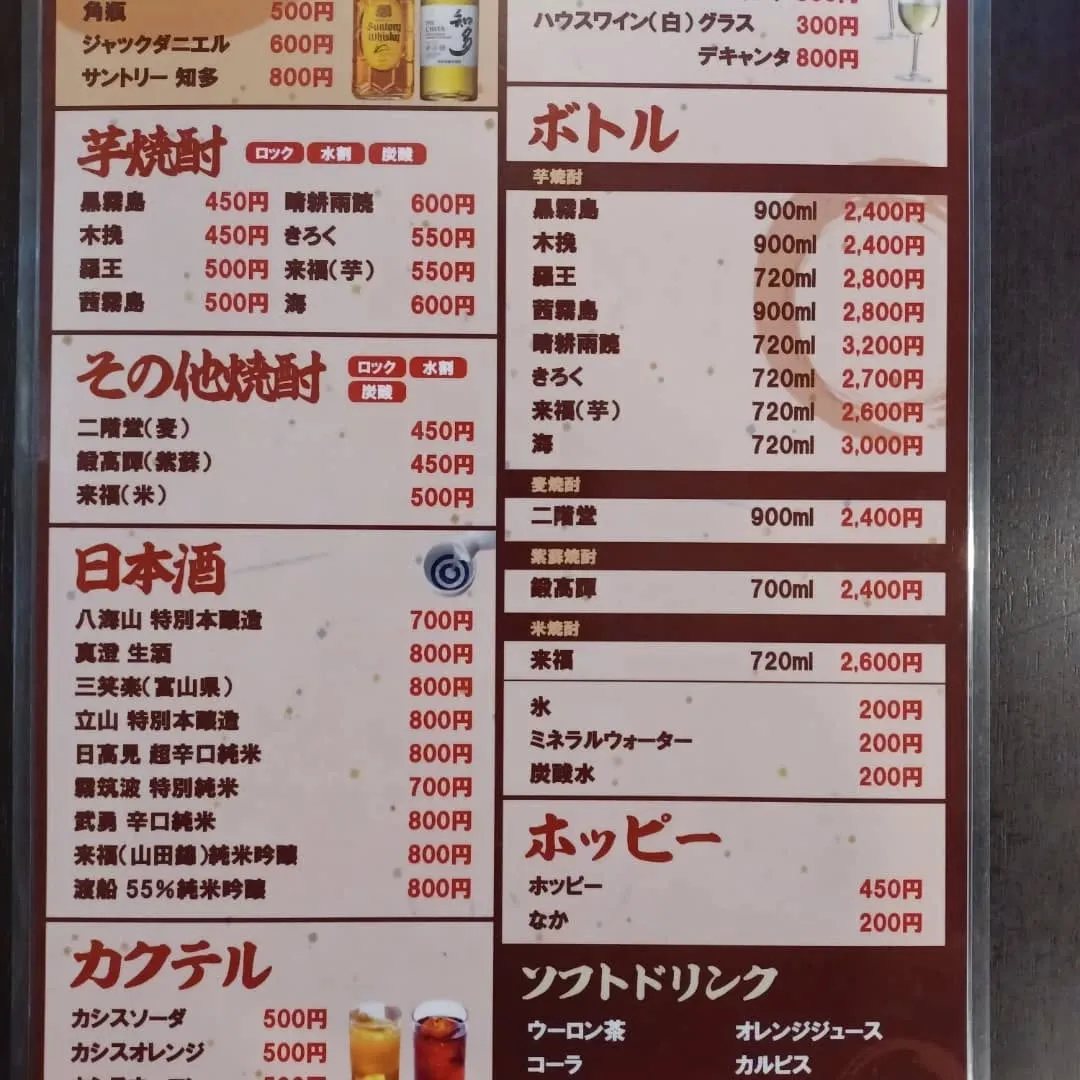 角瓶 500円
ジャックダニエル 600円
サントリー 知多 800円
Suntory
Whisky
知多
芋焼酎 ロック 水割 炭酸
黒霧島 450円 晴耕雨読 600円
木挽 450円 きろく 550円
羅王 500円 来福(芋) 550円
茜霧島 500円 海 600円
その他焼酎 ロック 水割
炭酸
二階堂(麦) 450円
鍛高譚(紫蘇) 450円
来福(米) 500円
日本酒
八海山 特別本醸造 700円
真澄 生酒 800円
三笑楽(富山県) 800円
立山 特別本醸造 800円
日高見 超辛口純米 800円
霧筑波 特別純米 700円
武勇 辛口純米 800円
来福(山田錦)純米吟醸 800円
渡船 55%純米吟醸 800円
カクテル
カシスソーダ 500円
カシスオレンジ 500円
ハウスワイン(白)グラス 300円
デキャンタ 800円
ボトル
芋焼酎
黒霧島 900ml 2,400円
木挽 900ml 2,400円
羅王 720ml 2,800円
茜霧島 900ml 2,800円
晴耕雨読 720ml 3,200円
きろく 720ml 2,700円
来福(芋) 720ml 2,600円
海 720ml 3,000円
麦焼酎
二階堂 900ml 2,400円
紫蘇焼酎
鍛高譚 700ml 2,400円
米焼酎
来福 720ml 2,600円
氷 200円
ミネラルウォーター 200円
炭酸水 200円
ホッピー
ホッピー 450円
なか 200円
ソフトドリンク
ウーロン茶 オレンジジュース
コーラ カルピス